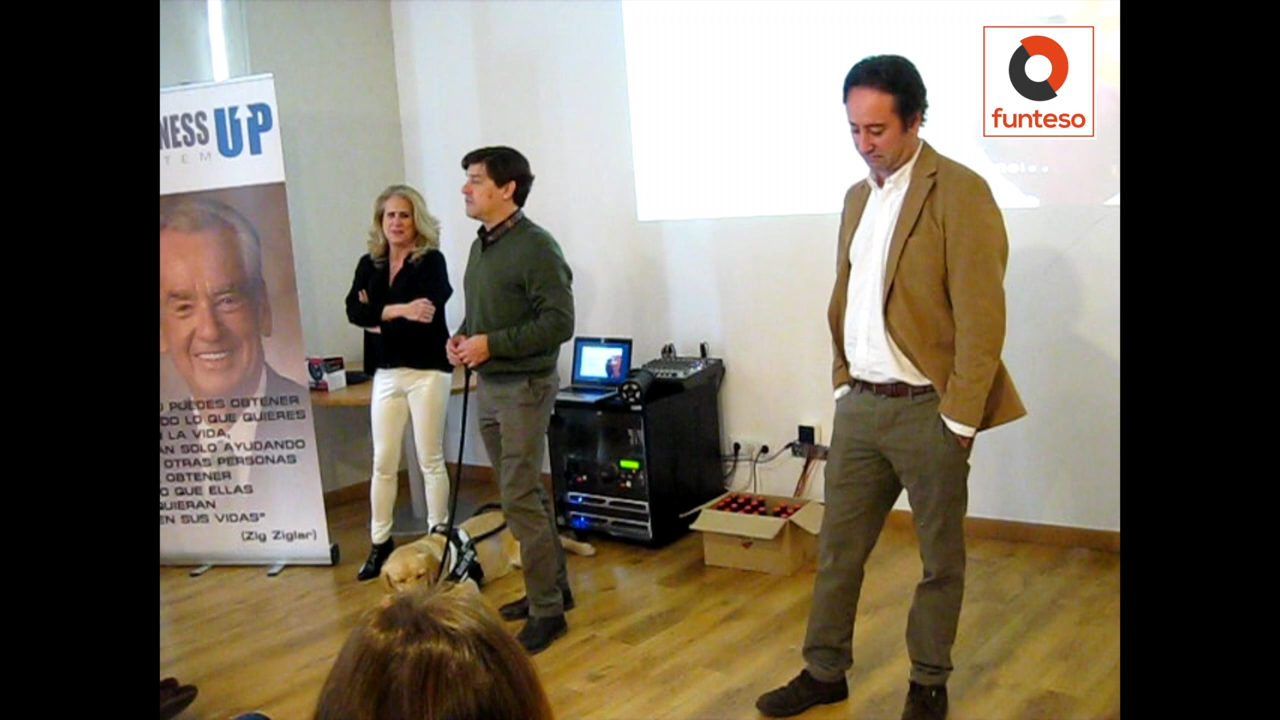 NESS UP
TEM
PUEDES OBTENER
DO LO QUE QUIERES
LA VIDA,
AN SOLO AYUDANDO
OTRAS PERSONAS
OBTENER
O QUE ELLAS
QUIERAN
EN SUS VIDAS"
(Zig Ziglar)
funteso